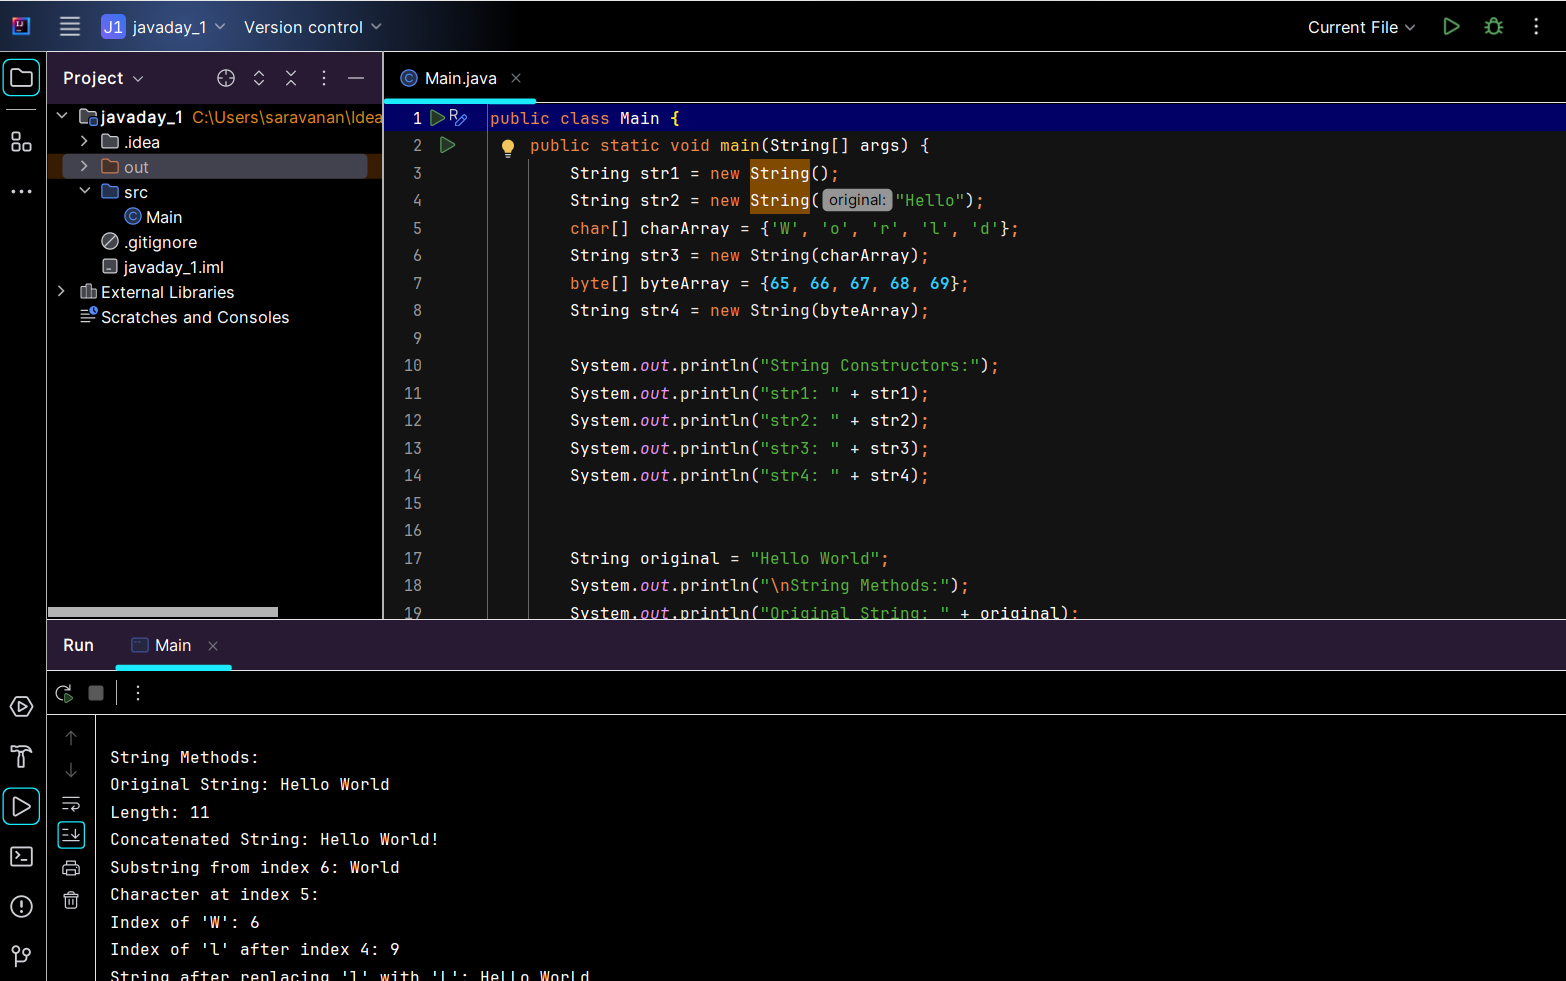 J1 javaday_1 Version control Current File
Project
Main.java
javaday_1 C:\Users\saravanan\Idea
.idea
out
src
Main
.gitignore
javaday_1.iml
External Libraries
Scratches and Consoles
1 public class Main {
2 public static void main(String[] args) {
3 String str1 = new String();
4 String str2 = new String( original: "Hello");
5 char[] charArray = {'W', 'o', 'r', 'l', 'd'};
6 String str3 = new String(charArray);
7 byte[] byteArray = {65, 66, 67, 68, 69};
8 String str4 = new String(byteArray);
9
10 System.out.println("String Constructors:");
11 System.out.println("str1: " + str1);
12 System.out.println("str2: " + str2);
13 System.out.println("str3: " + str3);
14 System.out.println("str4: " + str4);
15
16
17 String original = "Hello World";
18 System.out.println("\nString Methods:");
19 System.out.println("Original String: " + original);
Run Main
String Methods:
Original String: Hello World
Length: 11
Concatenated String: Hello World!
Substring from index 6: World
Character at index 5:
Index of 'W': 6
Index of 'l' after index 4: 9
String after replacing 'l' with 'L': HeLLo WorLd